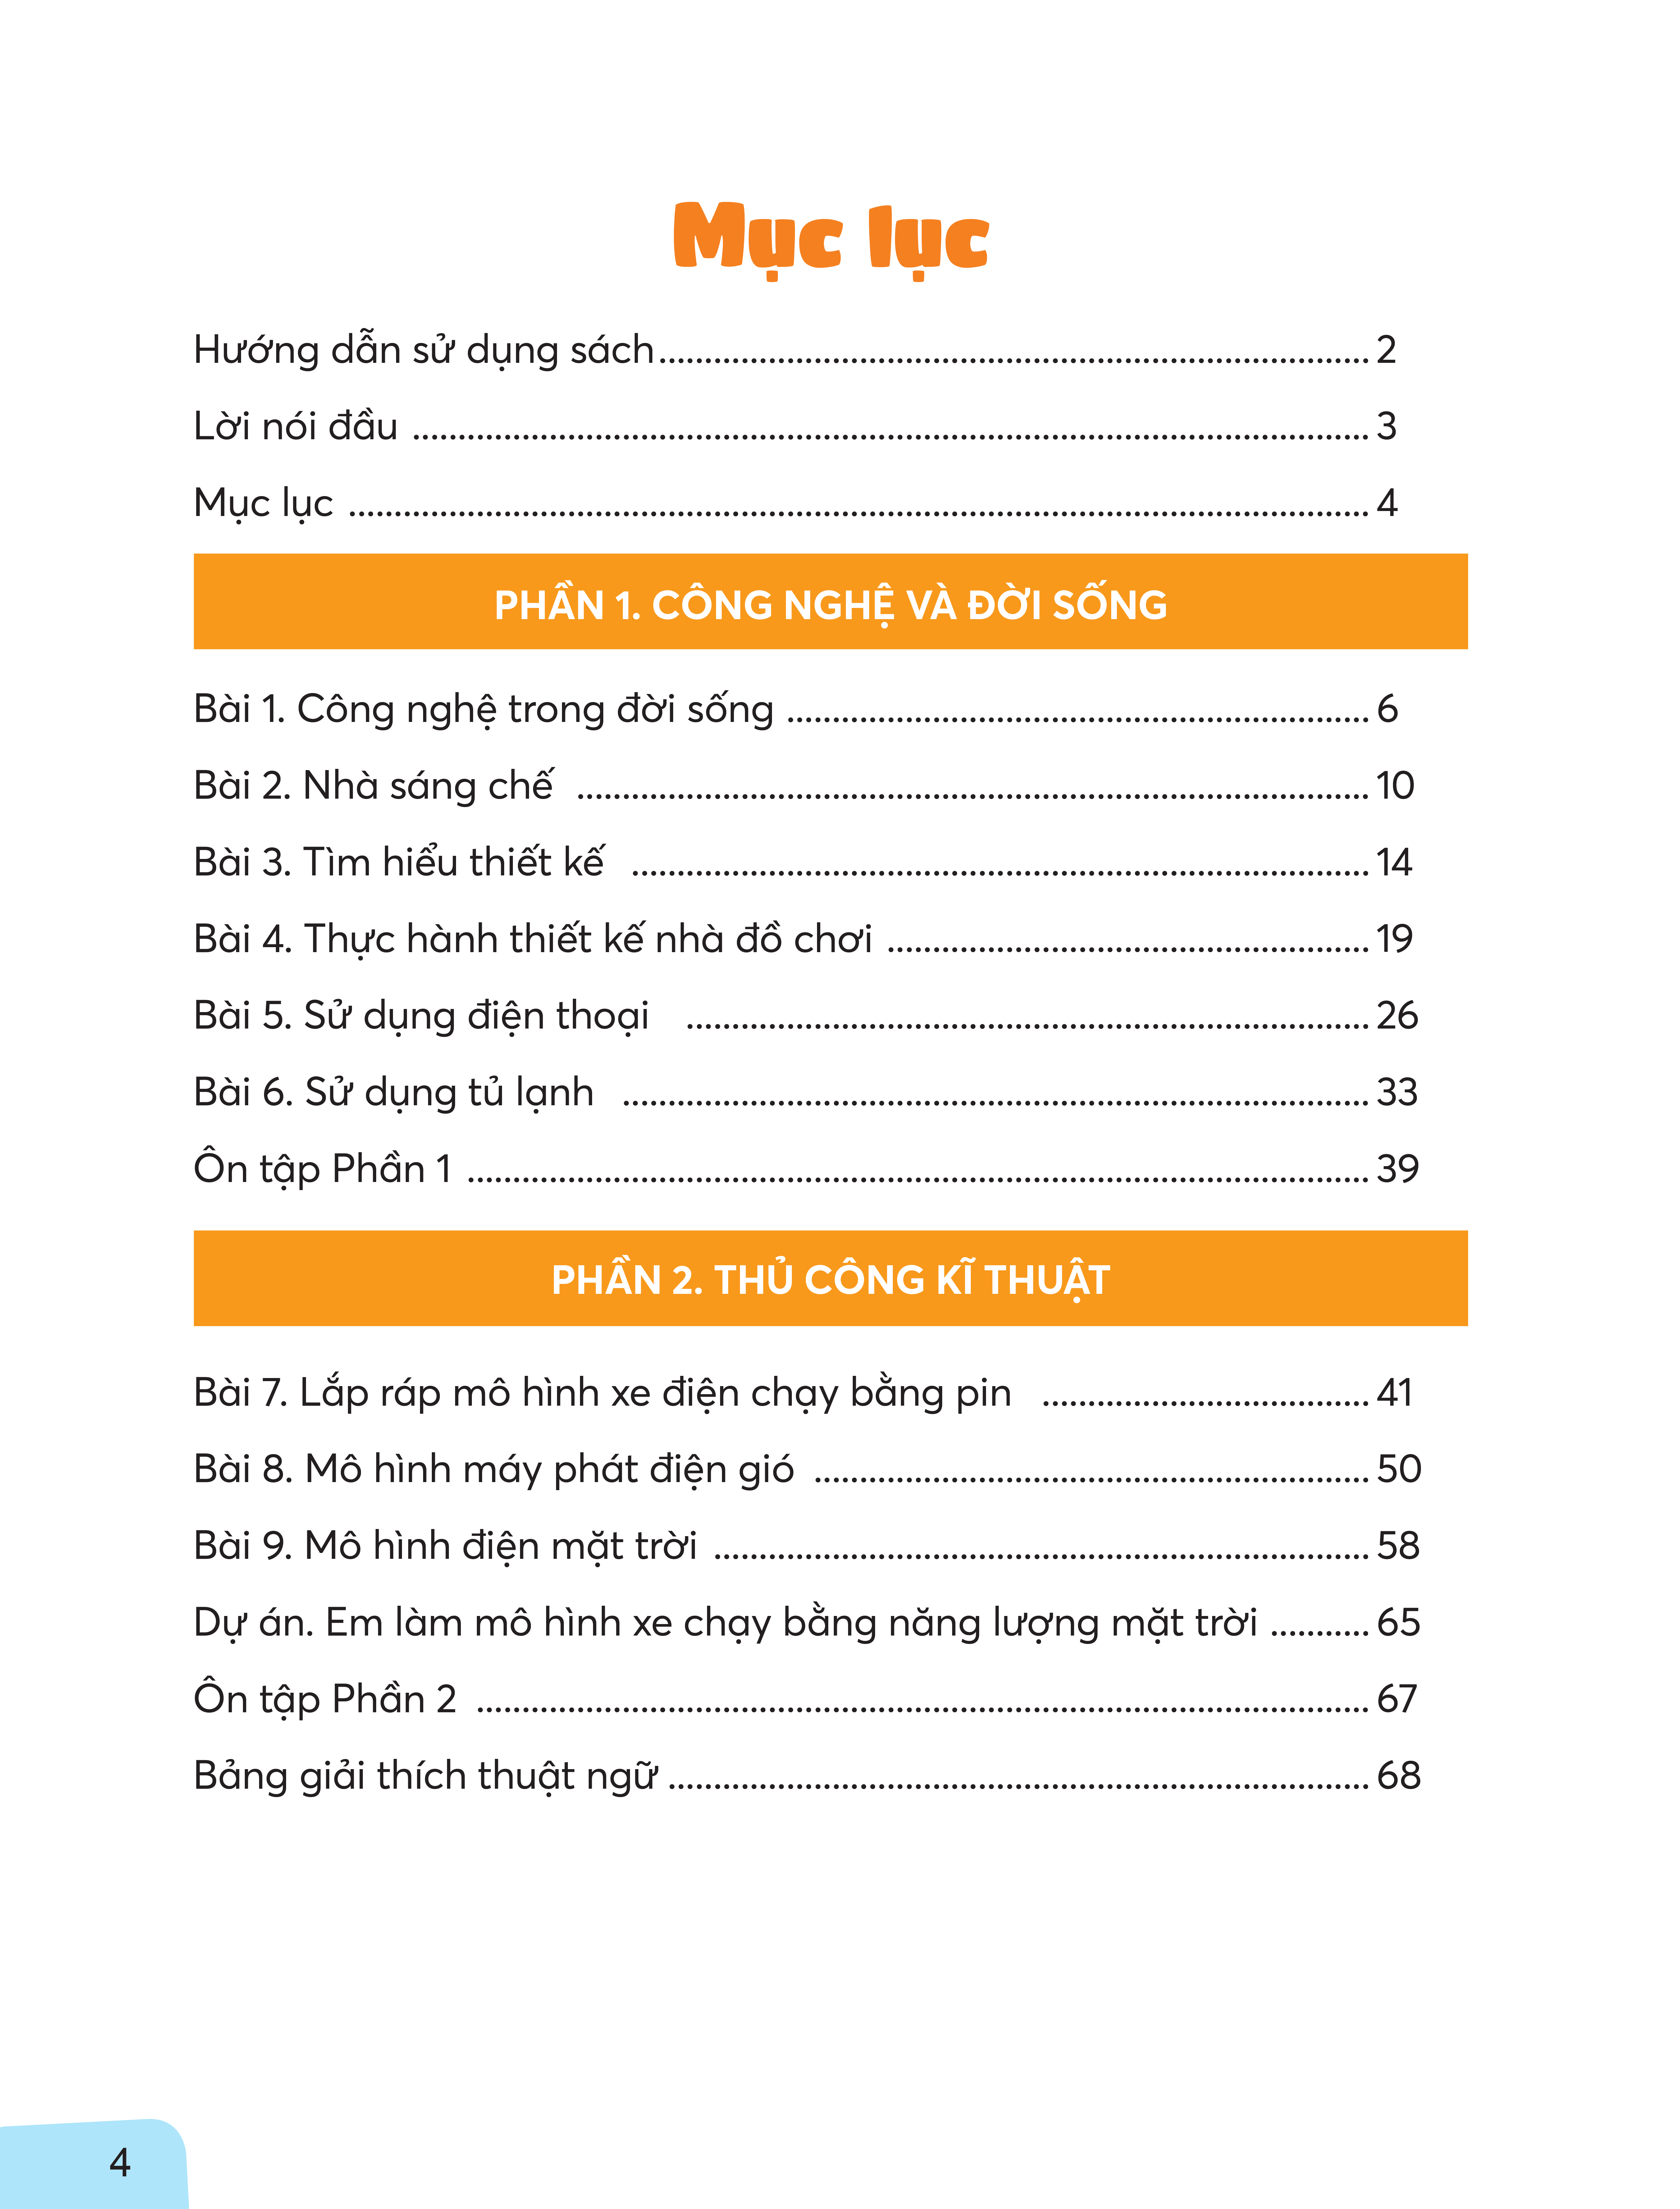 Mục lục
Hướng dẫn sử dụng sách.............................................................................. 2
Lời nói đầu ......................................................................................................... 3
Mục lục ................................................................................................................ 4
PHẦN 1. CÔNG NGHỆ VÀ ĐỜI SỐNG
Bài 1. Công nghệ trong đời sống ................................................................ 6
Bài 2. Nhà sáng chế ....................................................................................... 10
Bài 3. Tìm hiểu thiết kế ................................................................................. 14
Bài 4. Thực hành thiết kế nhà đồ chơi ..................................................... 19
Bài 5. Sử dụng điện thoại ........................................................................... 26
Bài 6. Sử dụng tủ lạnh .................................................................................. 33
Ôn tập Phần 1 ................................................................................................... 39
PHẦN 2. THỦ CÔNG KĨ THUẬT
Bài 7. Lắp ráp mô hình xe điện chạy bằng pin .................................... 41
Bài 8. Mô hình máy phát điện gió ............................................................. 50
Bài 9. Mô hình điện mặt trời ........................................................................ 58
Dự án. Em làm mô hình xe chạy bằng năng lượng mặt trời ........... 65
Ôn tập Phần 2 .................................................................................................. 67
Bảng giải thích thuật ngữ ............................................................................. 68
4